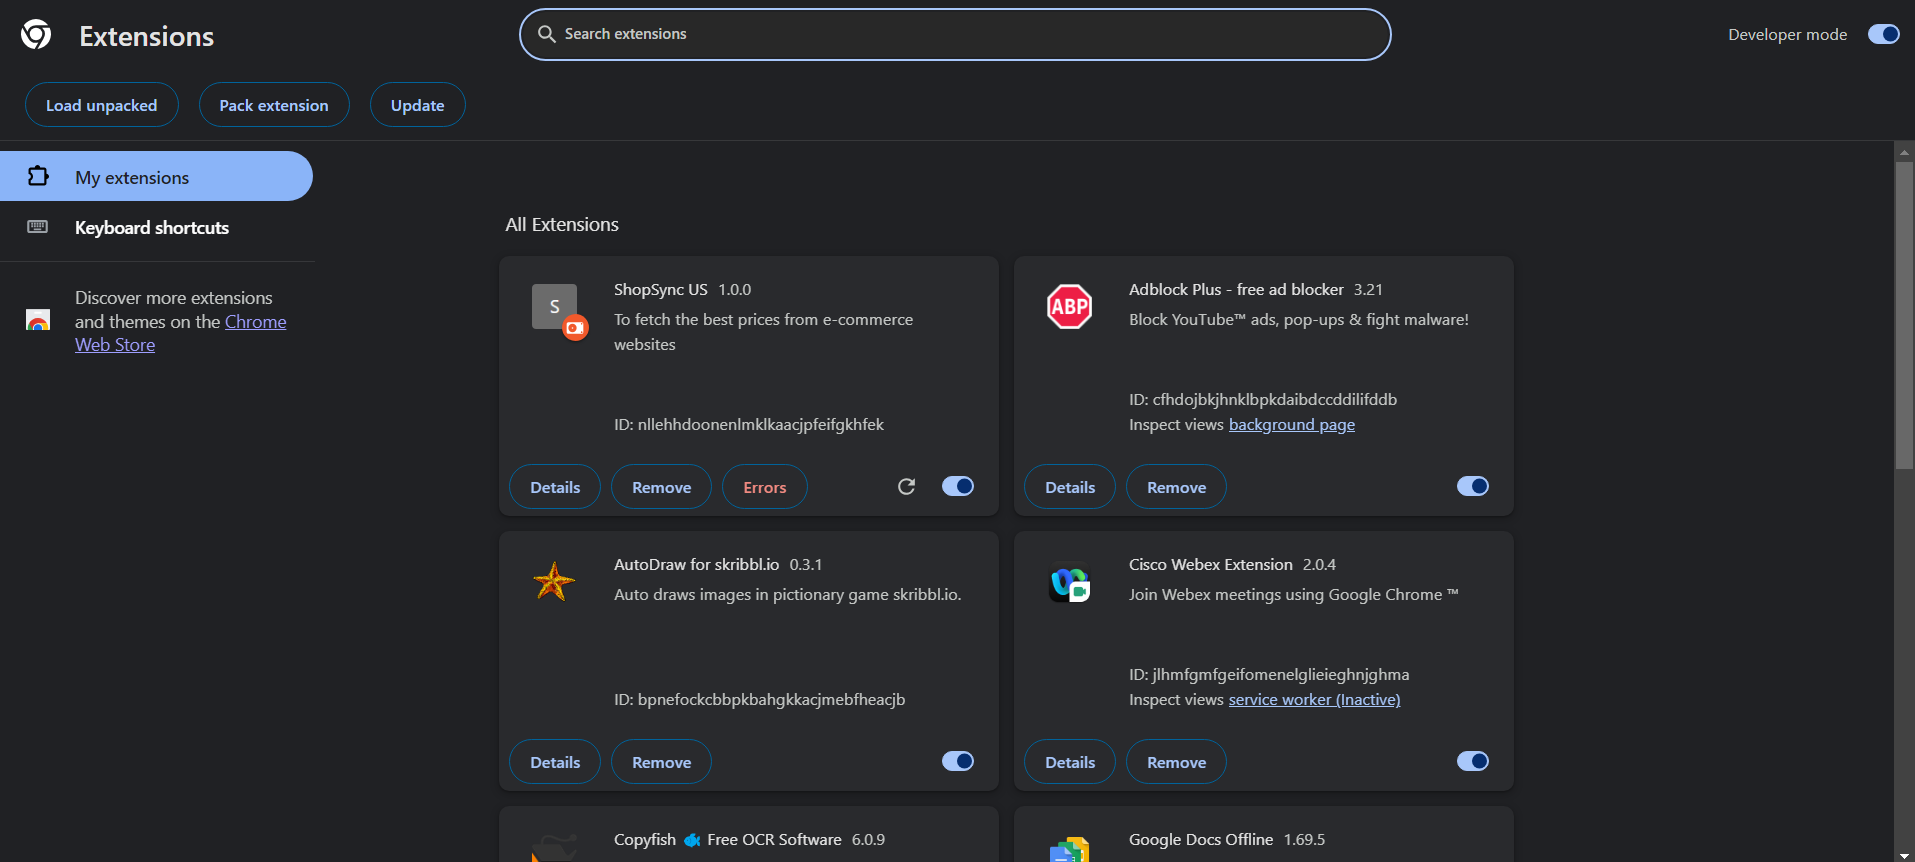 Extensions
Search extensions
Developer mode
Load unpacked
Pack extension
Update
My extensions
Keyboard shortcuts
Discover more extensions
and themes on the Chrome
Web Store
All Extensions
S
ShopSync US 1.0.0
To fetch the best prices from e-commerce
websites
ID: nllehhdoonenlmklkaacjpfeifgkhfek
Details
Remove
Errors
ABP
Adblock Plus - free ad blocker 3.21
Block YouTube™ ads, pop-ups & fight malware!
ID: cfhdojbkjhnklbpkdaibdccddilifddb
Inspect views background page
Details
Remove
AutoDraw for skribbl.io 0.3.1
Auto draws images in pictionary game skribbl.io.
ID: bpnefockcbbpkbahgkkacjmebfheacjb
Details
Remove
Cisco Webex Extension 2.0.4
Join Webex meetings using Google Chrome ™
ID: jlhmfgmfgeifomenelglieieghnjghma
Inspect views service worker (Inactive)
Details
Remove
Copyfish 🐟 Free OCR Software 6.0.9
Google Docs Offline 1.69.5